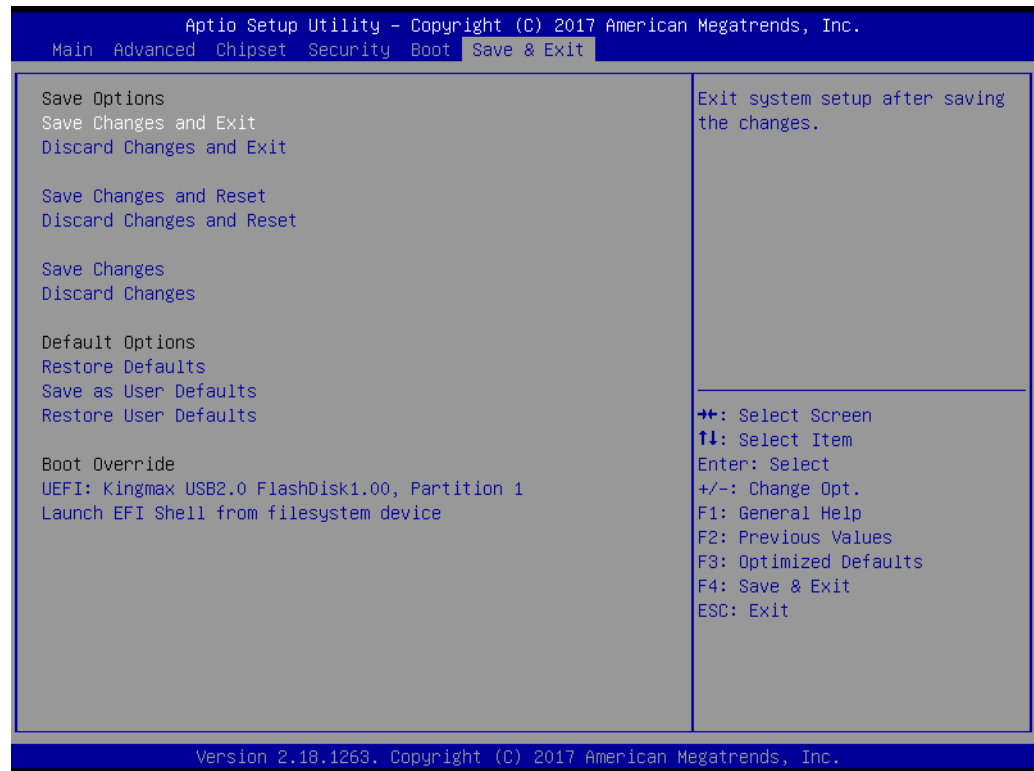 Aptio Setup Utility – Copyright (C) 2017 American Megatrends, Inc.
Main Advanced Chipset Security Boot Save & Exit
Save Options
Save Changes and Exit
Discard Changes and Exit
Save Changes and Reset
Discard Changes and Reset
Save Changes
Discard Changes
Default Options
Restore Defaults
Save as User Defaults
Restore User Defaults
Boot Override
UEFI: Kingmax USB2.0 FlashDisk1.00, Partition 1
Launch EFI Shell from filesystem device
Exit system setup after saving
the changes.
→←: Select Screen
↑↓: Select Item
Enter: Select
+/-: Change Opt.
F1: General Help
F2: Previous Values
F3: Optimized Defaults
F4: Save & Exit
ESC: Exit
Version 2.18.1263. Copyright (C) 2017 American Megatrends, Inc.